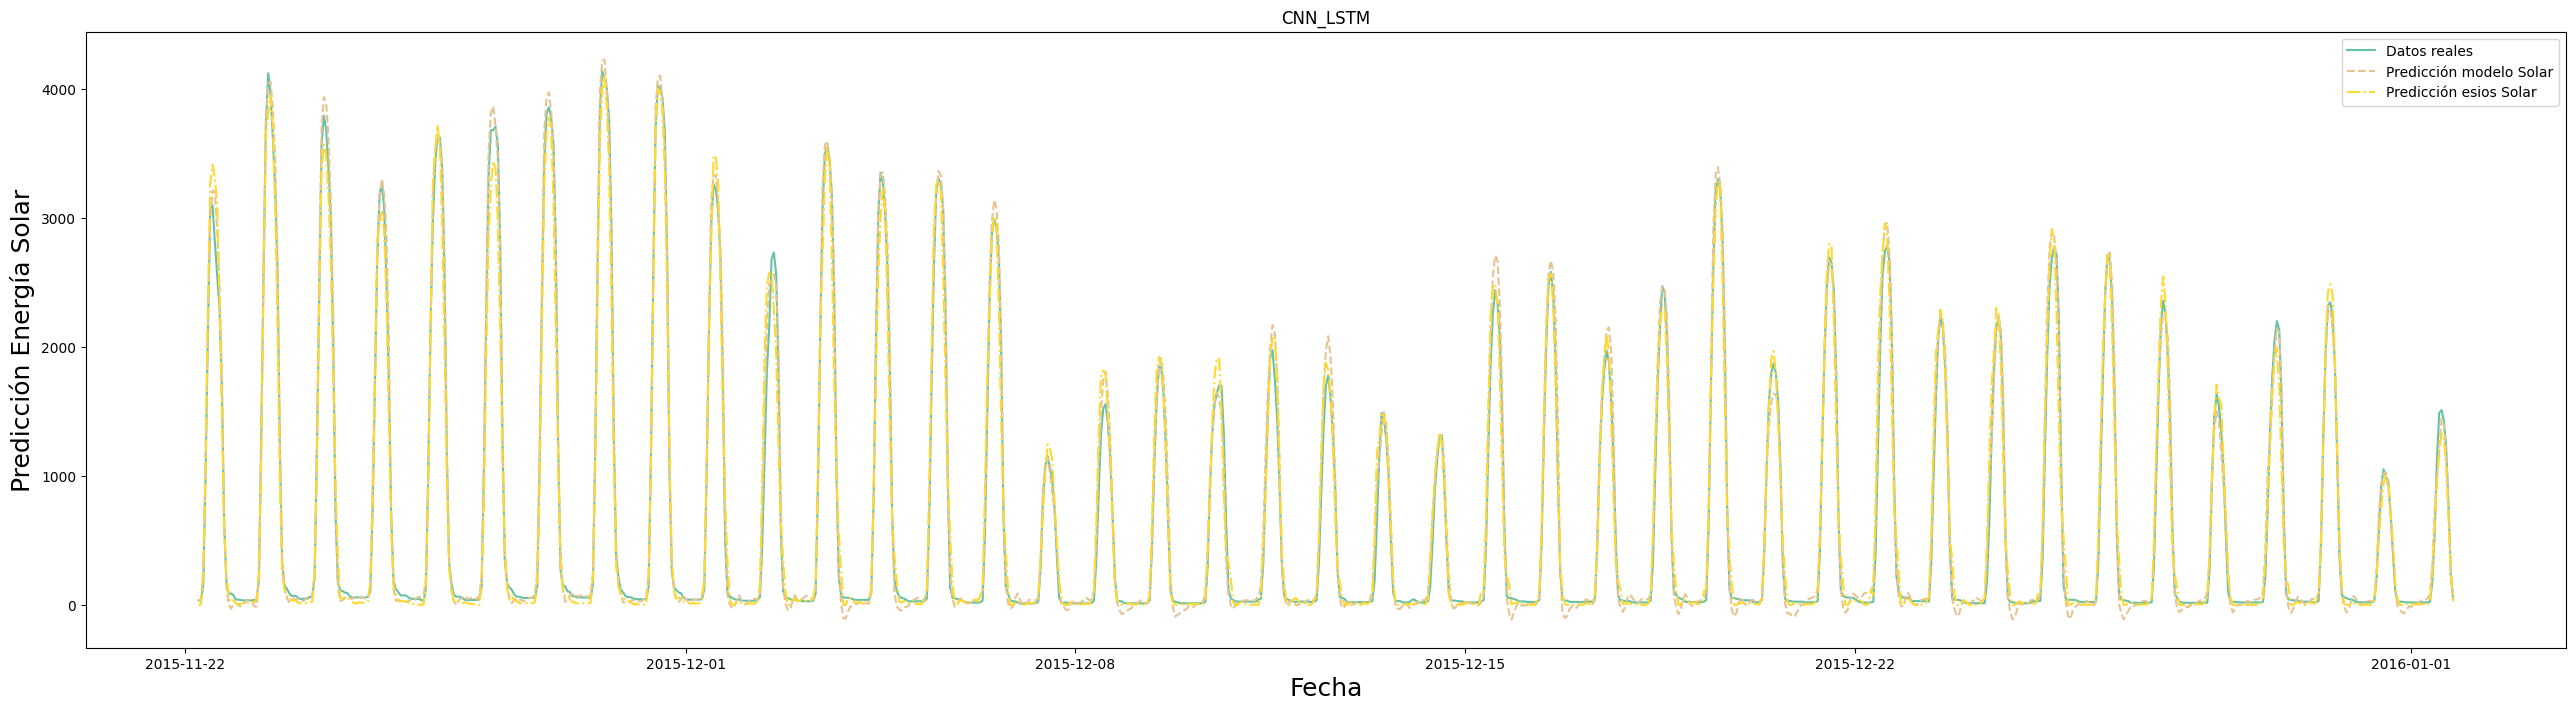 CNN_LSTM
Datos reales
Predicción modelo Solar
Predicción esios Solar
Predicción Energía Solar
4000
3000
2000
1000
0
2015-11-22
2015-12-01
2015-12-08
2015-12-15
2015-12-22
2016-01-01
Fecha